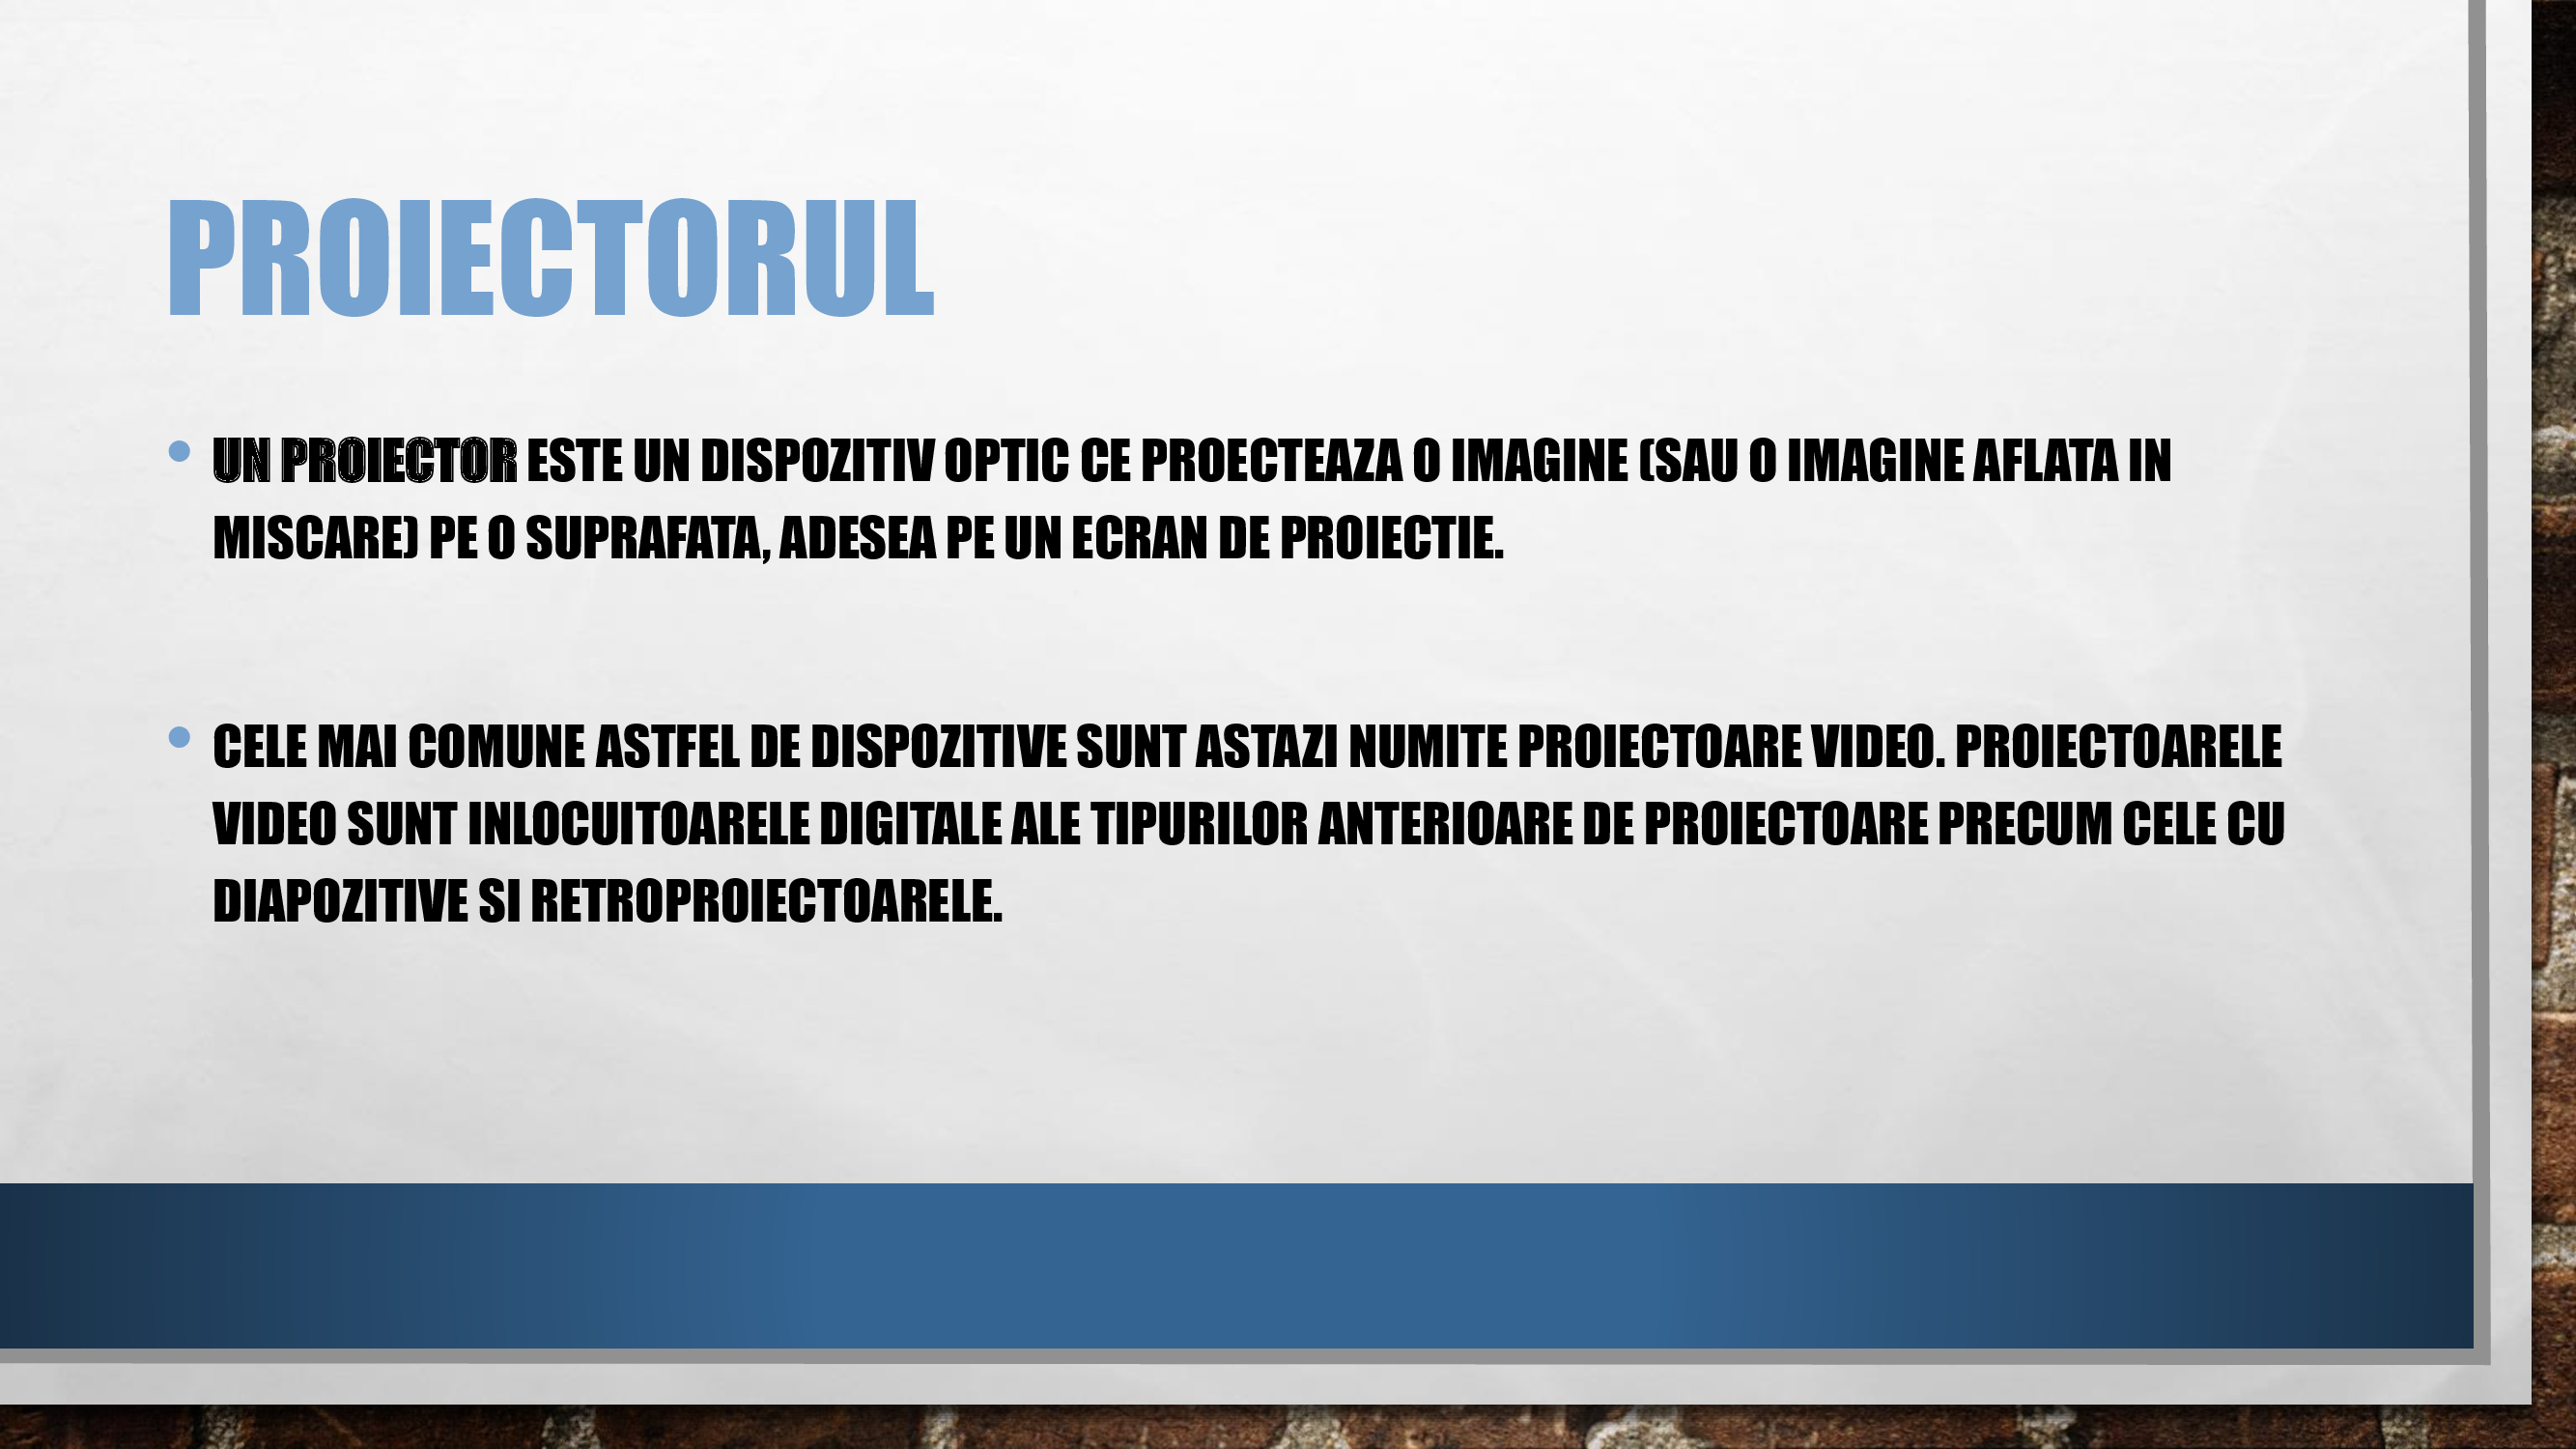 PROIECTORUL
• UN PROIECTOR ESTE UN DISPOZITIV OPTIC CE PROECTEAZA O IMAGINE (SAU O IMAGINE AFLATA IN
MISCARE) PE O SUPRAFATA, ADESEA PE UN ECRAN DE PROIECTIE.
• CELE MAI COMUNE ASTFEL DE DISPOZITIVE SUNT ASTAZI NUMITE PROIECTOARE VIDEO. PROIECTOARELE
VIDEO SUNT INLOCUITOARELE DIGITALE ALE TIPURILOR ANTERIOARE DE PROIECTOARE PRECUM CELE CU
DIAPOZITIVE SI RETROPROIECTOARELE.